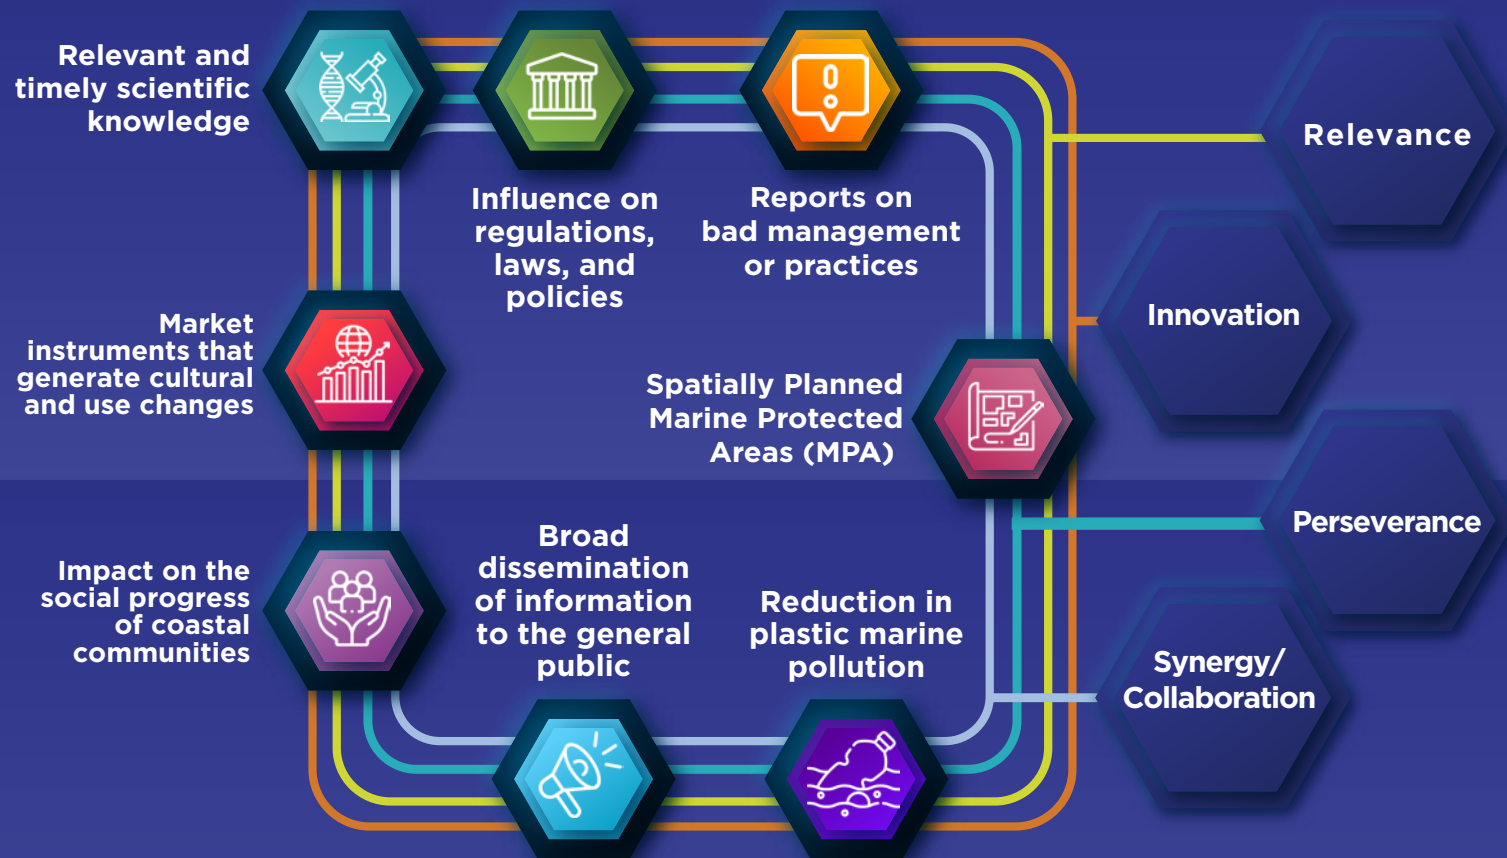 Relevant and
timely scientific
knowledge
Influence on
regulations,
laws, and
policies
Reports on
bad management
or practices
Relevance
Innovation
Market
instruments that
generate cultural
and use changes
Spatially Planned
Marine Protected
Areas (MPA)
Perseverance
Impact on the
social progress
of coastal
communities
Broad
dissemination
of information
to the general
public
Reduction in
plastic marine
pollution
Synergy/
Collaboration